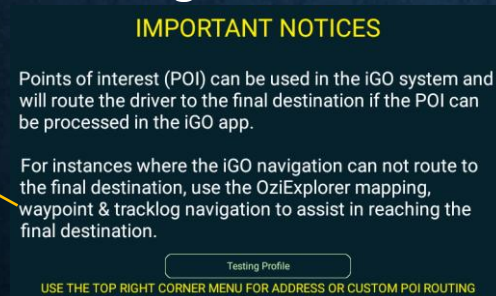 IMPORTANT NOTICES
Points of interest (POI) can be used in the iGO system and
will route the driver to the final destination if the POI can
be processed in the iGO app.
For instances where the iGO navigation can not route to
the final destination, use the OziExplorer mapping,
waypoint & tracklog navigation to assist in reaching the
final destination.
Testing Profile
USE THE TOP RIGHT CORNER MENU FOR ADDRESS OR CUSTOM POI ROUTING